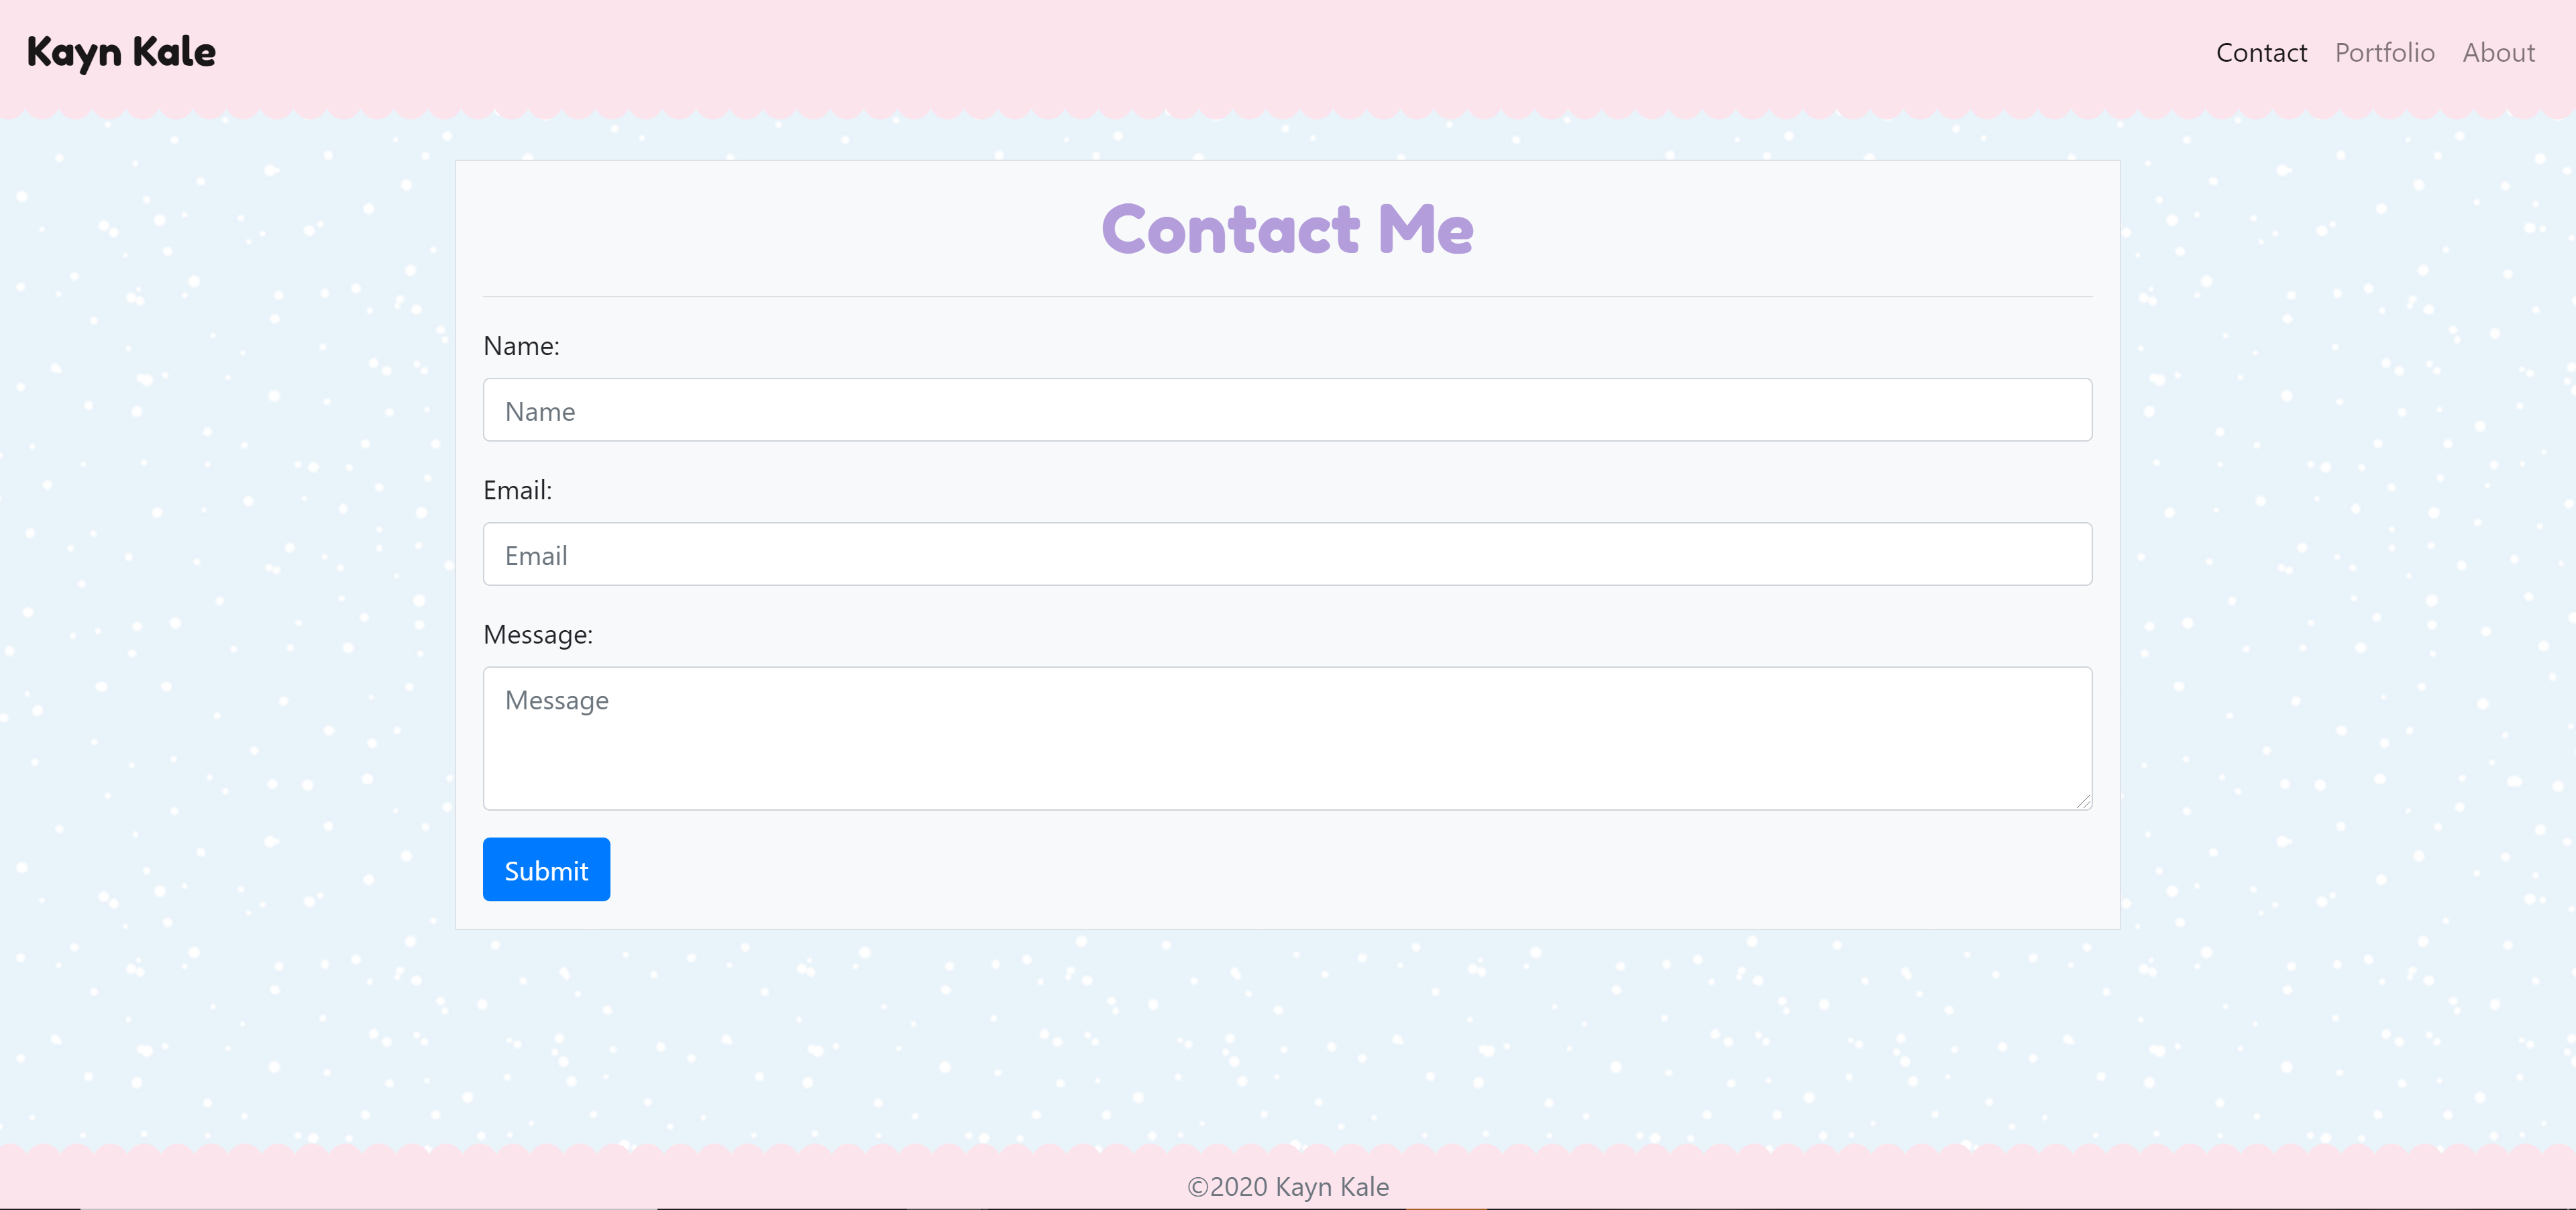 Kayn Kale
Contact Portfolio About
Contact Me
Name:
Name
Email:
Email
Message:
Message
Submit
©2020 Kayn Kale